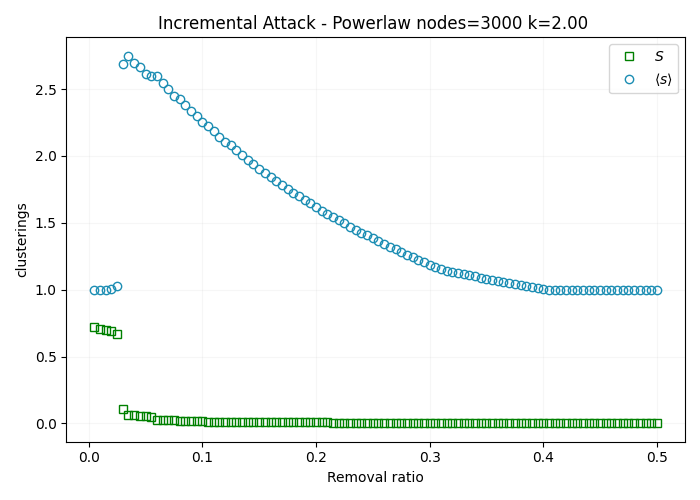 Incremental Attack - Powerlaw nodes=3000 k=2.00
S
⟨s⟩
2.5
2.0
1.5
1.0
0.5
0.0
clusterings
0.0 0.1 0.2 0.3 0.4 0.5
Removal ratio